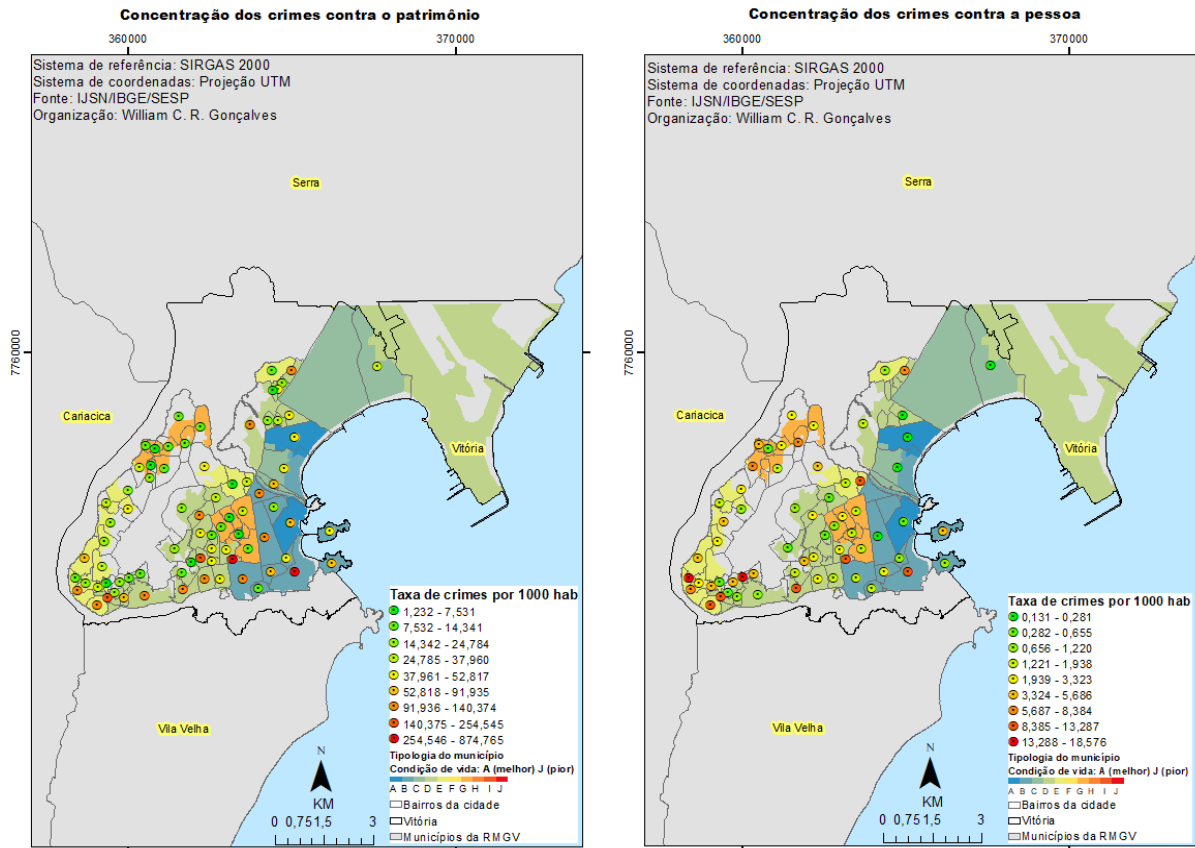 Concentração dos crimes contra o patrimônio
360000 370000
Sistema de referência: SIRGAS 2000
Sistema de coordenadas: Projeção UTM
Fonte: IJSN/IBGE/SESP
Organização: William C. R. Gonçalves
Serra
7760000
Cariacica
Vitória
Vila Velha
Taxa de crimes por 1000 hab
1,232 - 7,531
7,532 - 14,341
14,342 - 24,784
24,785 - 37,960
37,961 - 52,817
52,818 - 91,935
91,936 - 140,374
140,375 - 254,545
254,546 - 874,765
Tipologia do município
Condição de vida: A (melhor) J (pior)
A B C D E F G H I J
Bairros da cidade
Vitória
Municípios da RMGV
N
KM
0 0,751,5 3
Concentração dos crimes contra a pessoa
360000 370000
Sistema de referência: SIRGAS 2000
Sistema de coordenadas: Projeção UTM
Fonte: IJSN/IBGE/SESP
Organização: William C. R. Gonçalves
Serra
7760000
Cariacica
Vitória
Vila Velha
Taxa de crimes por 1000 hab
0,131 - 0,281
0,282 - 0,655
0,656 - 1,220
1,221 - 1,938
1,939 - 3,323
3,324 - 5,686
5,687 - 8,384
8,385 - 13,287
13,288 - 18,576
Tipologia do município
Condição de vida: A (melhor) J (pior)
A B C D E F G H I J
Bairros da cidade
Vitória
Municípios da RMGV
N
KM
0 0,751,5 3